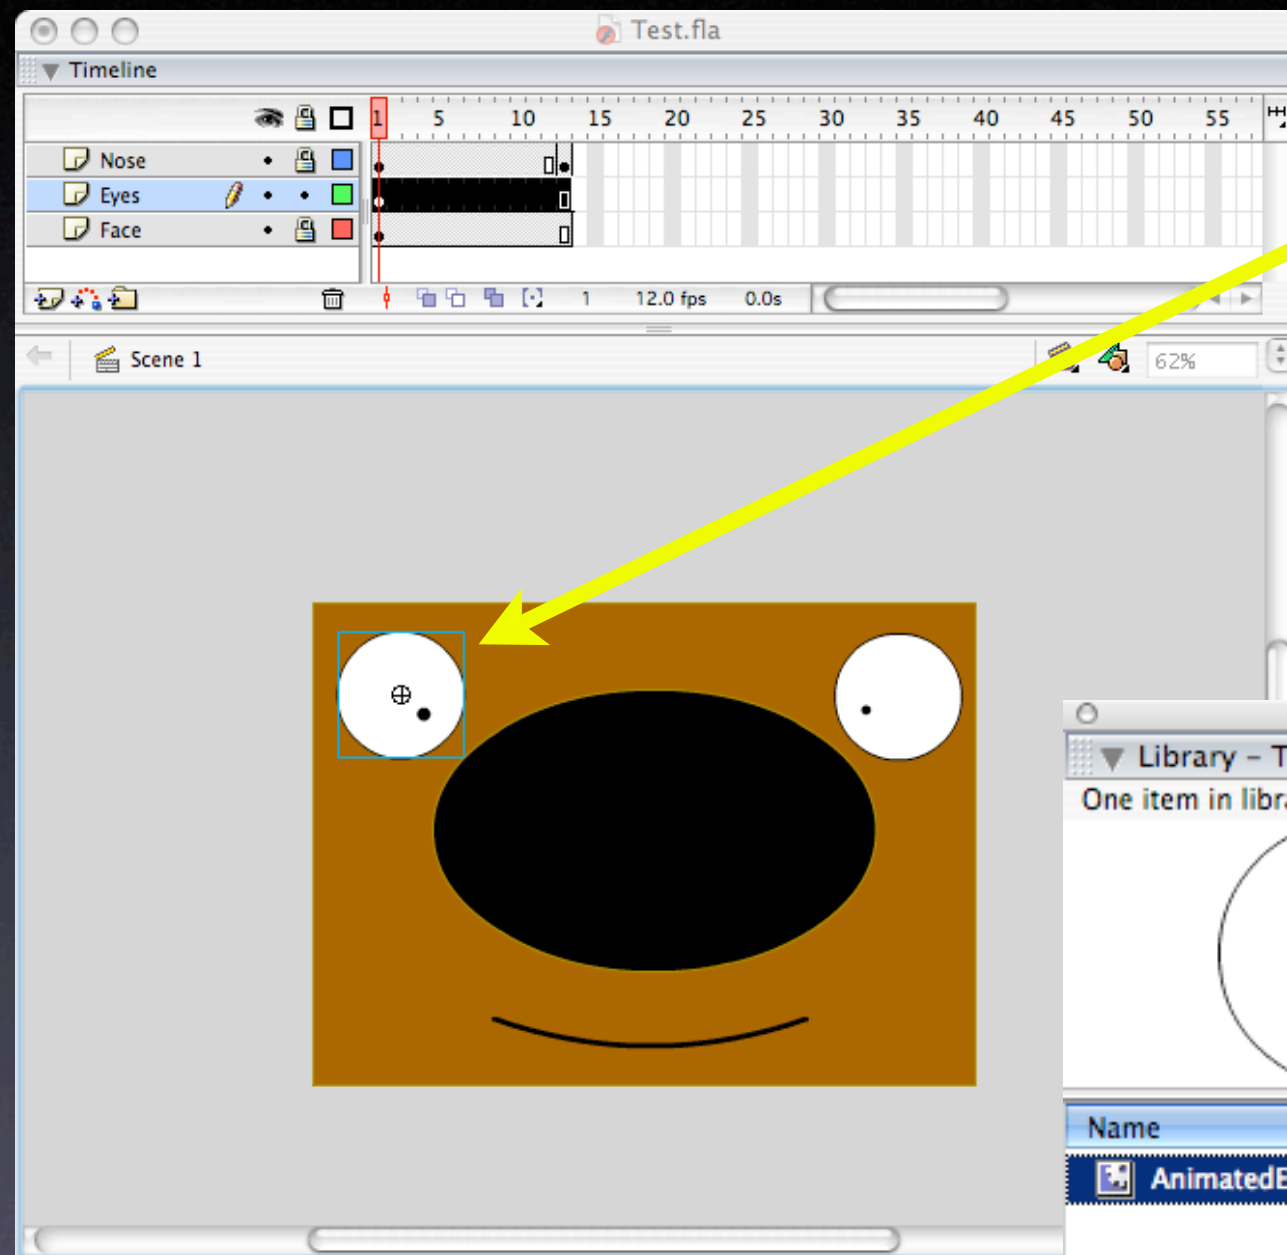 Test.fla
Timeline
1 5 10 15 20 25 30 35 40 45 50 55
Nose
Eyes
Face
1 12.0 fps 0.0s
Scene 1 62%
Library – T
One item in libr
Name
AnimatedE